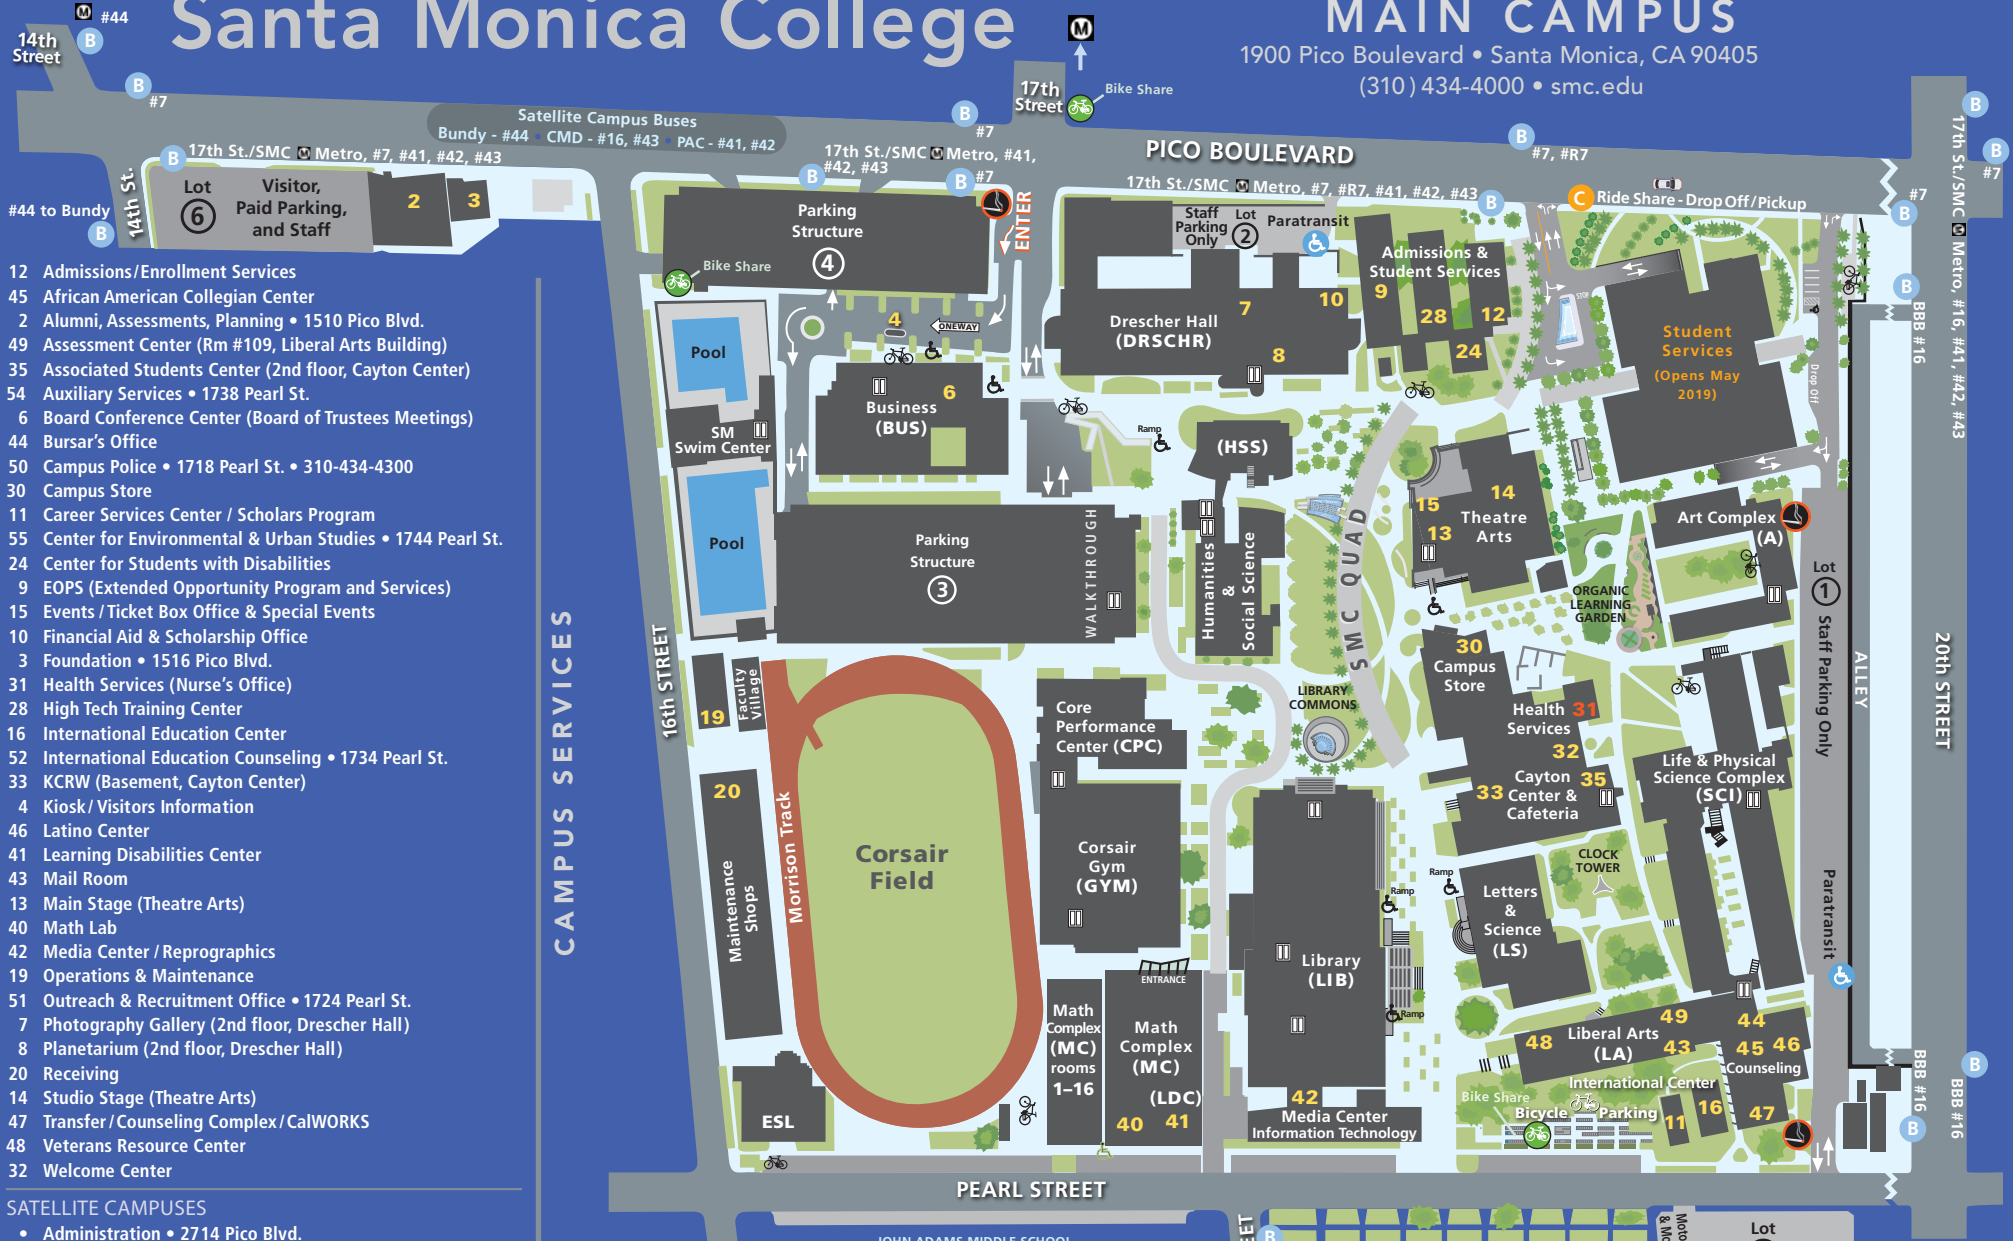 Santa Monica College
MAIN CAMPUS
1900 Pico Boulevard • Santa Monica, CA 90405
(310) 434-4000 • smc.edu
M #44
14th
Street
B
B
#7
Satellite Campus Buses
Bundy - #44 • CMD - #16, #43 • PAC - #41, #42
B
#7
17th
Street
M
Bike Share
PICO BOULEVARD
B
#7, #R7
B
B
#7
B 17th St./SMC M Metro, #7, #41, #42, #43
17th St./SMC M Metro, #41,
#42, #43
B
B #7
17th St./SMC M Metro, #7, #R7, #41, #42, #43 B
C Ride Share - Drop Off/Pickup
#7
B
14th St.
#44 to Bundy
B
Lot
6
Visitor,
Paid Parking,
and Staff
2
3
Parking
Structure
4
Bike Share
ENTER
Staff
Parking
Only
Lot
2
Paratransit
Drescher Hall
(DRSCHR)
7
10
8
Admissions &
Student Services
9
28
12
24
STOP
Student
Services
(Opens May
2019)
Drop Off
B
BBB #16
17th St./SMC M Metro, #16, #41, #42, #43
12 Admissions/Enrollment Services
45 African American Collegian Center
2 Alumni, Assessments, Planning • 1510 Pico Blvd.
49 Assessment Center (Rm #109, Liberal Arts Building)
35 Associated Students Center (2nd floor, Cayton Center)
54 Auxiliary Services • 1738 Pearl St.
6 Board Conference Center (Board of Trustees Meetings)
44 Bursar's Office
50 Campus Police • 1718 Pearl St. • 310-434-4300
30 Campus Store
11 Career Services Center / Scholars Program
55 Center for Environmental & Urban Studies • 1744 Pearl St.
24 Center for Students with Disabilities
9 EOPS (Extended Opportunity Program and Services)
15 Events/Ticket Box Office & Special Events
10 Financial Aid & Scholarship Office
3 Foundation • 1516 Pico Blvd.
31 Health Services (Nurse's Office)
28 High Tech Training Center
16 International Education Center
52 International Education Counseling • 1734 Pearl St.
33 KCRW (Basement, Cayton Center)
4 Kiosk/Visitors Information
46 Latino Center
41 Learning Disabilities Center
43 Mail Room
13 Main Stage (Theatre Arts)
40 Math Lab
42 Media Center / Reprographics
19 Operations & Maintenance
51 Outreach & Recruitment Office • 1724 Pearl St.
7 Photography Gallery (2nd floor, Drescher Hall)
8 Planetarium (2nd floor, Drescher Hall)
20 Receiving
14 Studio Stage (Theatre Arts)
47 Transfer/Counseling Complex/CalWORKS
48 Veterans Resource Center
32 Welcome Center
SATELLITE CAMPUSES
• Administration • 2714 Pico Blvd.
CAMPUS SERVICES
16th STREET
Pool
SM
Swim Center
Pool
4
ONEWAY
Business
(BUS)
6
Ramp
(HSS)
Parking
Structure
3
WALKTHROUGH
Humanities
&
Social Science
SMC QUAD
15
14
13
Theatre
Arts
Art Complex
(A)
ORGANIC
LEARNING
GARDEN
Lot
1
Staff Parking Only
ALLEY
20th STREET
19
Faculty
Village
20
Maintenance
Shops
Morrison Track
Corsair
Field
Core
Performance
Center (CPC)
LIBRARY
COMMONS
30
Campus
Store
Health
Services
31
32
33
Cayton
Center &
Cafeteria
35
Life & Physical
Science Complex
(SCI)
Corsair
Gym
(GYM)
CLOCK
TOWER
Ramp
Ramp
Letters
&
Science
(LS)
Library
(LIB)
Ramp
Paratransit
ENTRANCE
Math
Complex
(MC)
rooms
1–16
Math
Complex
(MC)
(LDC)
40
41
ESL
42
Media Center
Information Technology
48
Liberal Arts
(LA)
49
43
44
45
46
Counseling
International Center
Bike Share
Bicycle
Parking
11
16
47
B
BBB #16
BBB #16
B
PEARL STREET
JOHN ADAMS MIDDLE SCHOOL
B
Lot